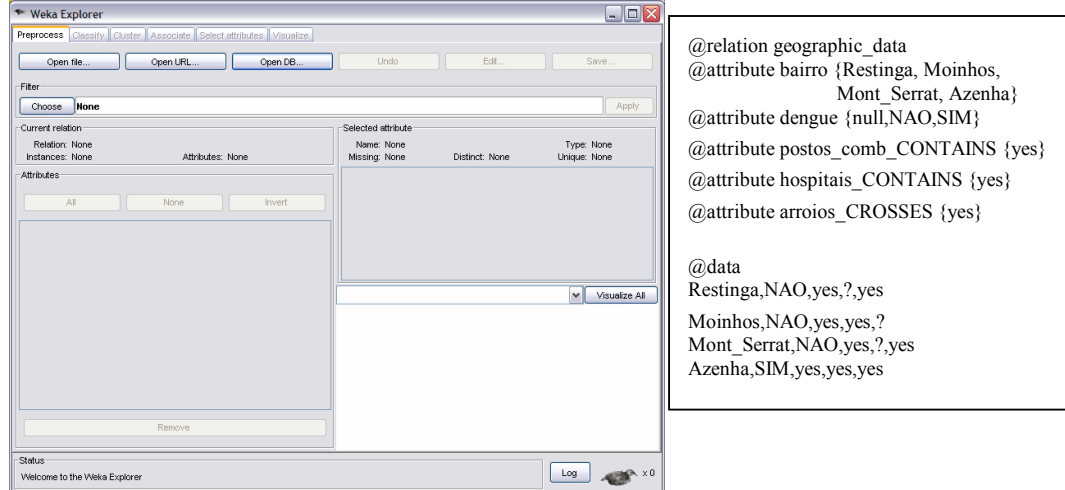 Weka Explorer
Preprocess Classify Cluster Associate Select attributes Visualize
Open file... Open URL... Open DB... Undo Edit... Save...
Filter
Choose None Apply
Current relation
Relation: None
Instances: None Attributes: None
Attributes
All None Invert
Remove
Selected attribute
Name: None Type: None
Missing: None Distinct: None Unique: None
Visualize All
Status
Welcome to the Weka Explorer
Log x 0
@relation geographic_data
@attribute bairro {Restinga, Moinhos,
Mont_Serrat, Azenha}
@attribute dengue {null,NAO,SIM}
@attribute postos_comb_CONTAINS {yes}
@attribute hospitais_CONTAINS {yes}
@attribute arroios_CROSSES {yes}
@data
Restinga,NAO,yes,?,yes
Moinhos,NAO,yes,yes,?
Mont_Serrat,NAO,yes,?,yes
Azenha,SIM,yes,yes,yes